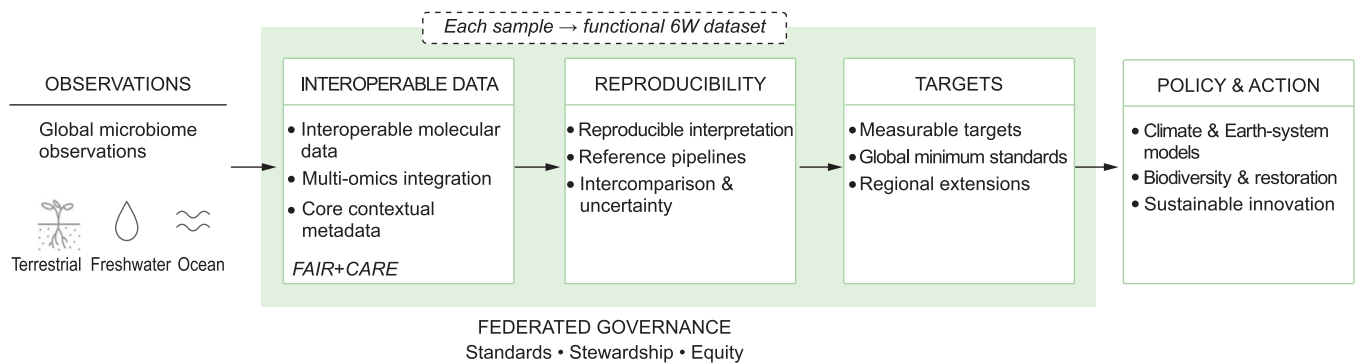 Each sample → functional 6W dataset
OBSERVATIONS
Global microbiome
observations
Terrestrial
Freshwater
Ocean
INTEROPERABLE DATA
• Interoperable molecular
data
• Multi-omics integration
• Core contextual
metadata
FAIR+CARE
REPRODUCIBILITY
• Reproducible interpretation
• Reference pipelines
• Intercomparison &
uncertainty
TARGETS
• Measurable targets
• Global minimum standards
• Regional extensions
POLICY & ACTION
• Climate & Earth-system
models
• Biodiversity & restoration
• Sustainable innovation
FEDERATED GOVERNANCE
Standards • Stewardship • Equity